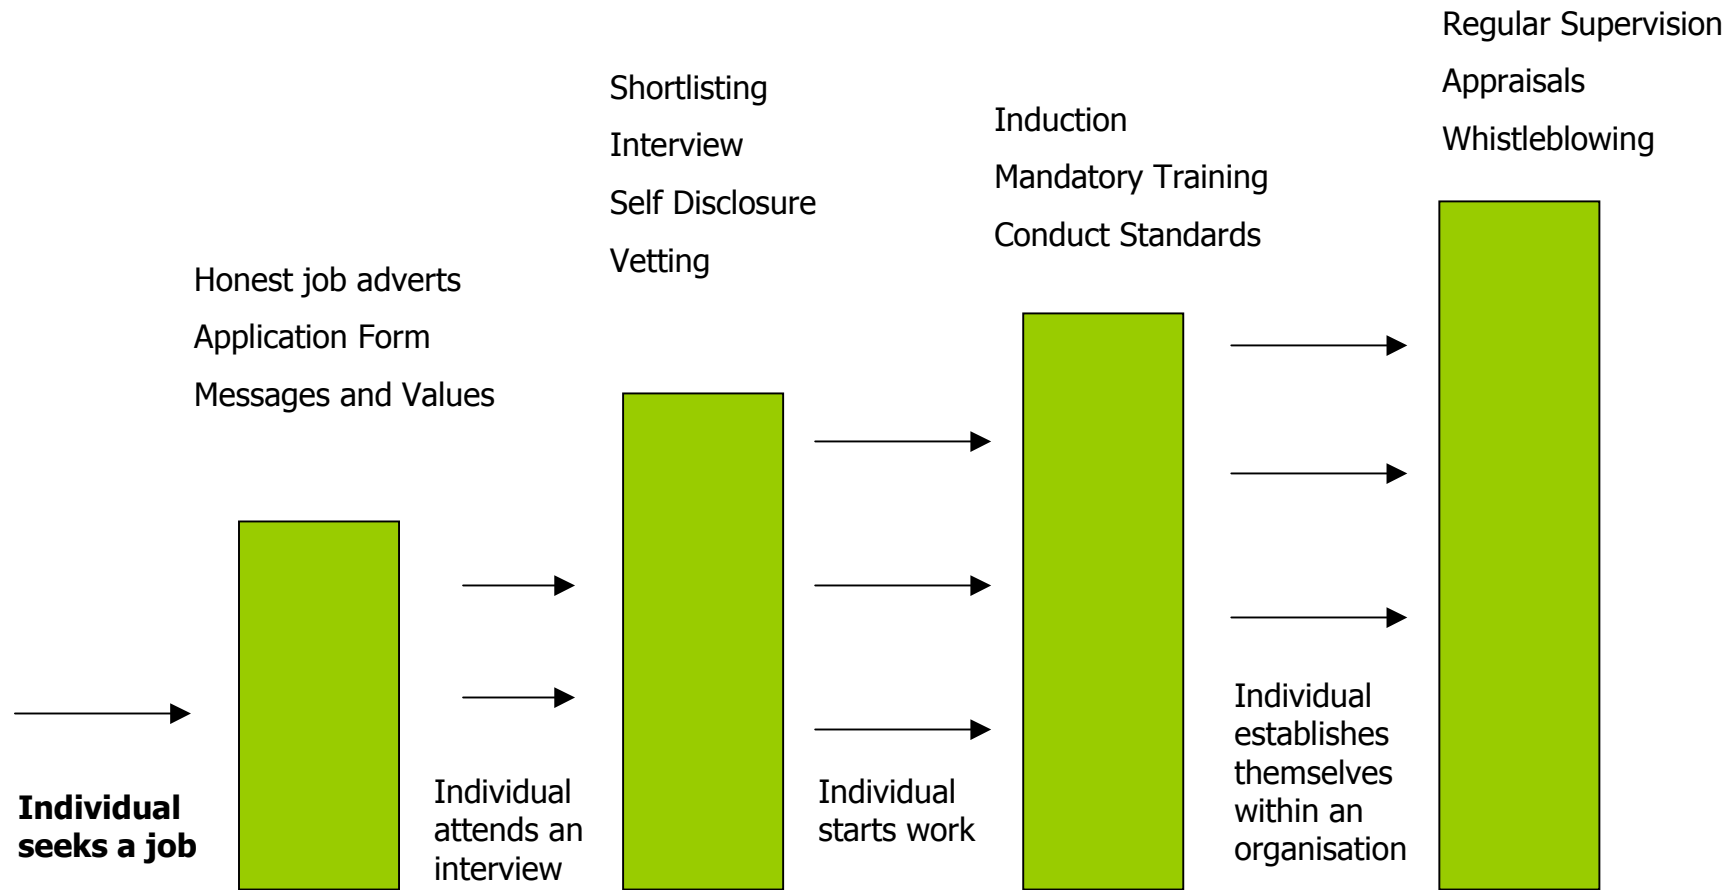 Honest job adverts
Application Form
Messages and Values
Shortlisting
Interview
Self Disclosure
Vetting
Induction
Mandatory Training
Conduct Standards
Regular Supervision
Appraisals
Whistleblowing
Individual
seeks a job
Individual
attends an
interview
Individual
starts work
Individual
establishes
themselves
within an
organisation